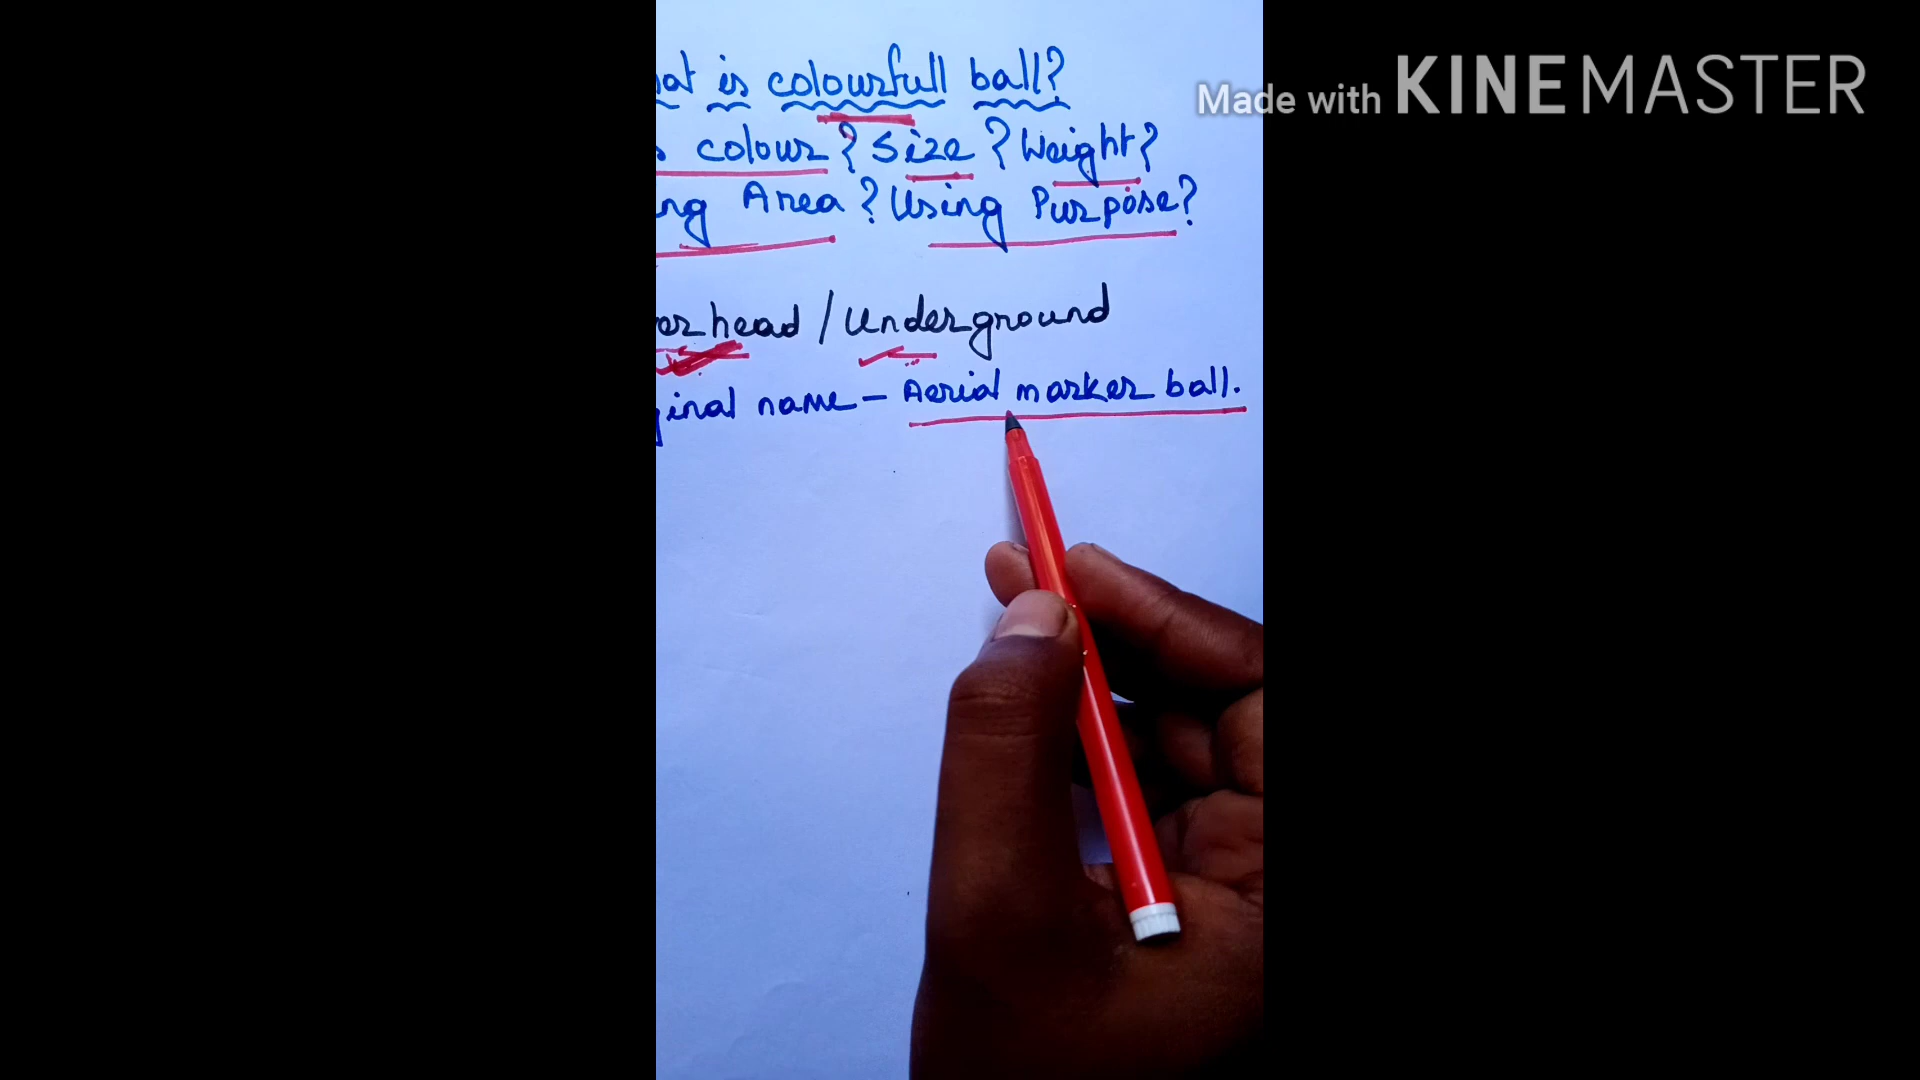 is colourfull ball?
colour? Size? Weight?
Area? Using Purpose?
head / Underground
name - Aerial marker ball.
Made with KINEMASTER